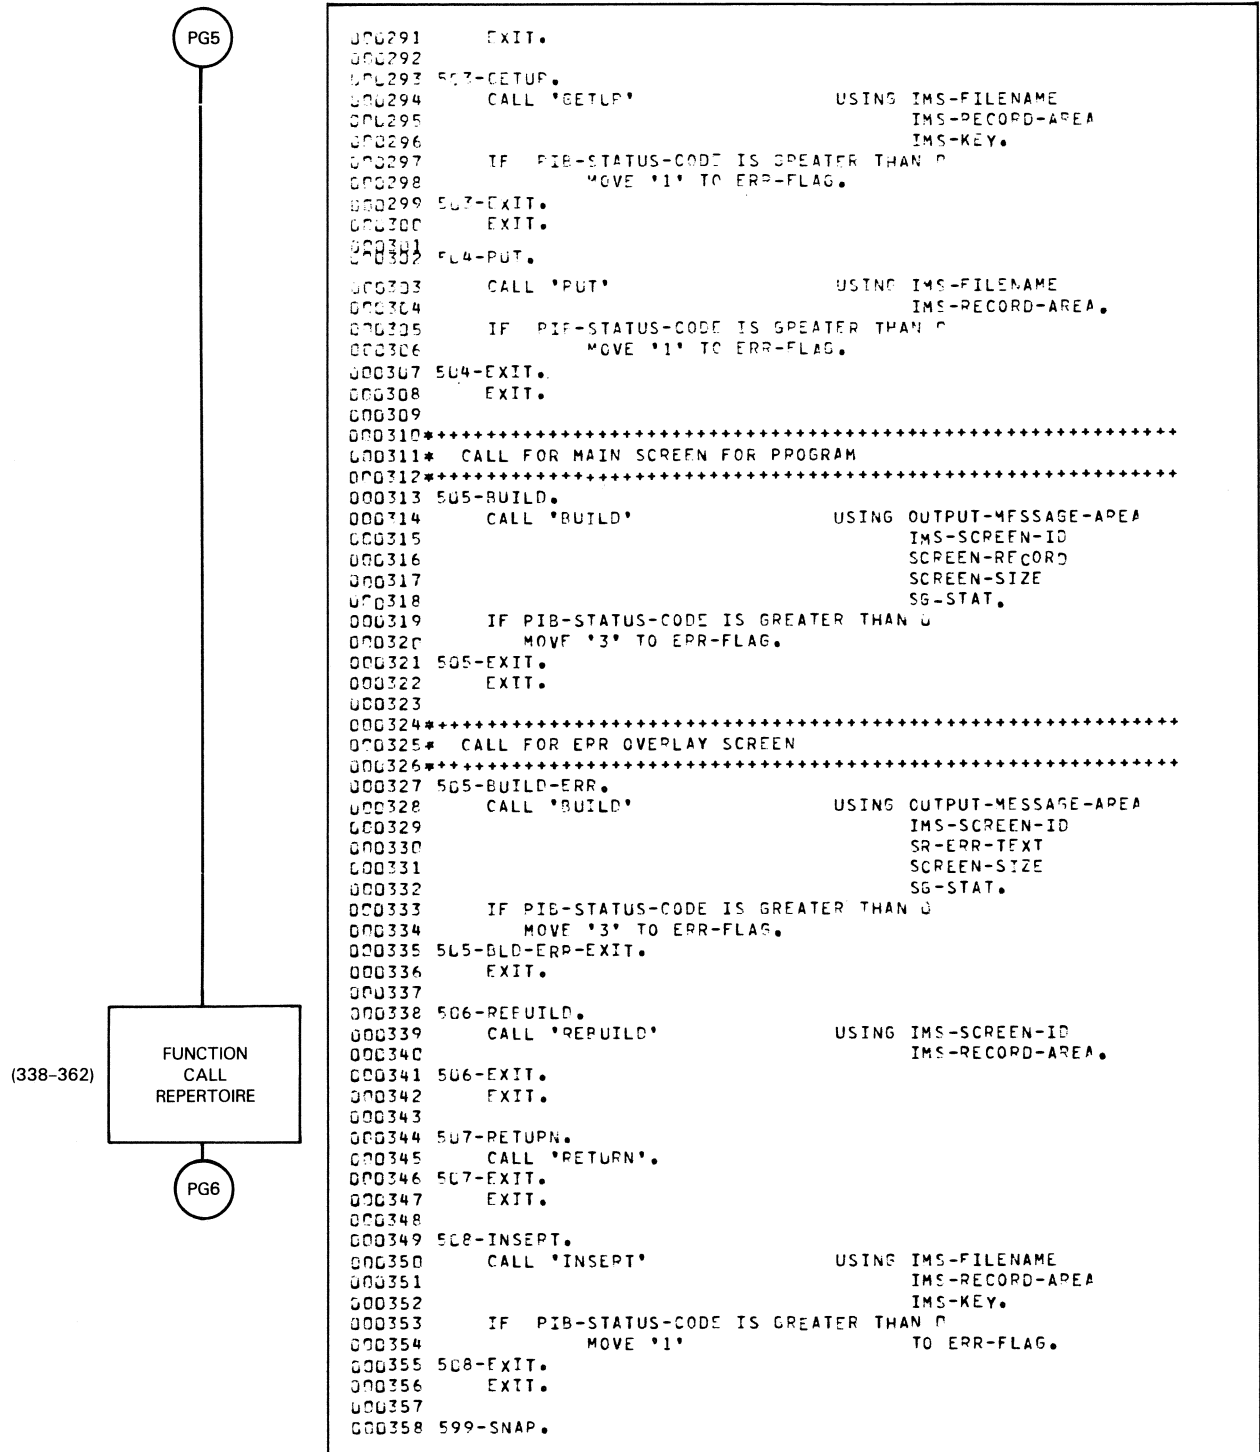 PG5
000291     EXIT.
000292
000293 503-GETUP.
000294     CALL 'GETUP'                USING IMS-FILENAME
000295                                       IMS-RECORD-AREA
000296                                       IMS-KEY.
000297     IF  PIB-STATUS-CODE IS GREATER THAN 0
000298             MOVE '1' TO ERR-FLAG.
000299 503-EXIT.
000300     EXIT.
000301
000302 504-PUT.
000303     CALL 'PUT'                  USING IMS-FILENAME
000304                                       IMS-RECORD-AREA.
000305     IF  PIB-STATUS-CODE IS GREATER THAN 0
000306             MOVE '1' TO ERR-FLAG.
000307 504-EXIT.
000308     EXIT.
000309
000310*++++++++++++++++++++++++++++++++++++++++++++++++++++++++++++
000311*  CALL FOR MAIN SCREEN FOR PROGRAM
000312*++++++++++++++++++++++++++++++++++++++++++++++++++++++++++++
000313 505-BUILD.
000314     CALL 'BUILD'                USING OUTPUT-MESSAGE-AREA
000315                                       IMS-SCREEN-ID
000316                                       SCREEN-RECORD
000317                                       SCREEN-SIZE
000318                                       SG-STAT.
000319     IF PIB-STATUS-CODE IS GREATER THAN 0
000320        MOVE '3' TO ERR-FLAG.
000321 505-EXIT.
000322     EXIT.
000323
000324*++++++++++++++++++++++++++++++++++++++++++++++++++++++++++++
000325*  CALL FOR ERR OVERLAY SCREEN
000326*++++++++++++++++++++++++++++++++++++++++++++++++++++++++++++
000327 505-BUILD-ERR.
000328     CALL 'BUILD'                USING OUTPUT-MESSAGE-AREA
000329                                       IMS-SCREEN-ID
000330                                       SR-ERR-TEXT
000331                                       SCREEN-SIZE
000332                                       SG-STAT.
000333     IF PIB-STATUS-CODE IS GREATER THAN 0
000334        MOVE '3' TO ERR-FLAG.
000335 505-BLD-ERR-EXIT.
000336     EXIT.
000337
000338 506-REBUILD.
000339     CALL 'REBUILD'              USING IMS-SCREEN-ID
000340                                       IMS-RECORD-AREA.
000341 506-EXIT.
000342     EXIT.
000343
000344 507-RETURN.
000345     CALL 'RETURN'.
000346 507-EXIT.
000347     EXIT.
000348
000349 508-INSERT.
000350     CALL 'INSERT'               USING IMS-FILENAME
000351                                       IMS-RECORD-AREA
000352                                       IMS-KEY.
000353     IF  PIB-STATUS-CODE IS GREATER THAN 0
000354             MOVE '1'                  TO ERR-FLAG.
000355 508-EXIT.
000356     EXIT.
000357
000358 599-SNAP.
(338–362)
FUNCTION
CALL
REPERTOIRE
PG6